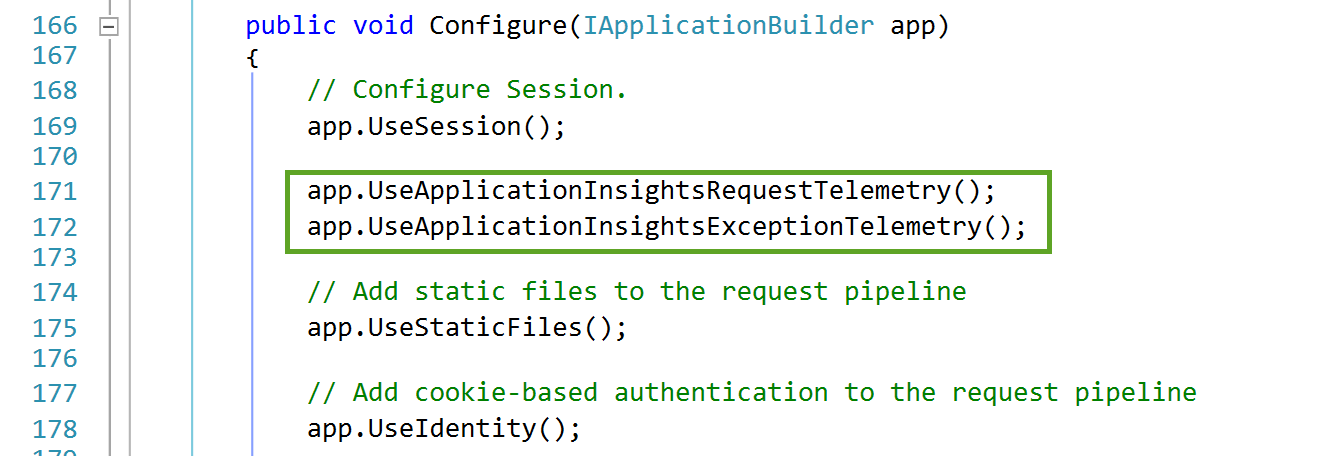 166 public void Configure(IApplicationBuilder app)
167 {
168 // Configure Session.
169 app.UseSession();
170
171 app.UseApplicationInsightsRequestTelemetry();
172 app.UseApplicationInsightsExceptionTelemetry();
173
174 // Add static files to the request pipeline
175 app.UseStaticFiles();
176
177 // Add cookie-based authentication to the request pipeline
178 app.UseIdentity();